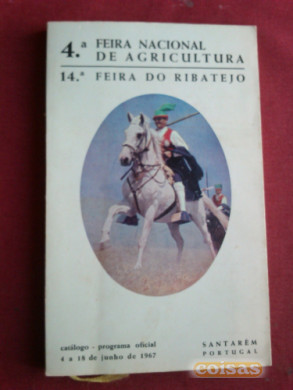 4.ª FEIRA NACIONAL
DE AGRICULTURA
14.ª FEIRA DO RIBATEJO
catálogo - programa oficial
4 a 18 de junho de 1967
SANTARÉM
PORTUGAL
coisas